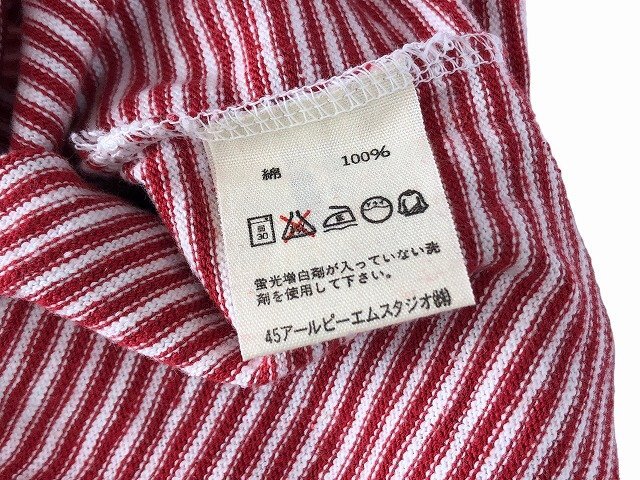 綿 100%
弱
30
蛍光増白剤が入っていない洗
剤を使用して下さい。
45アールピーエムスタジオ㈱